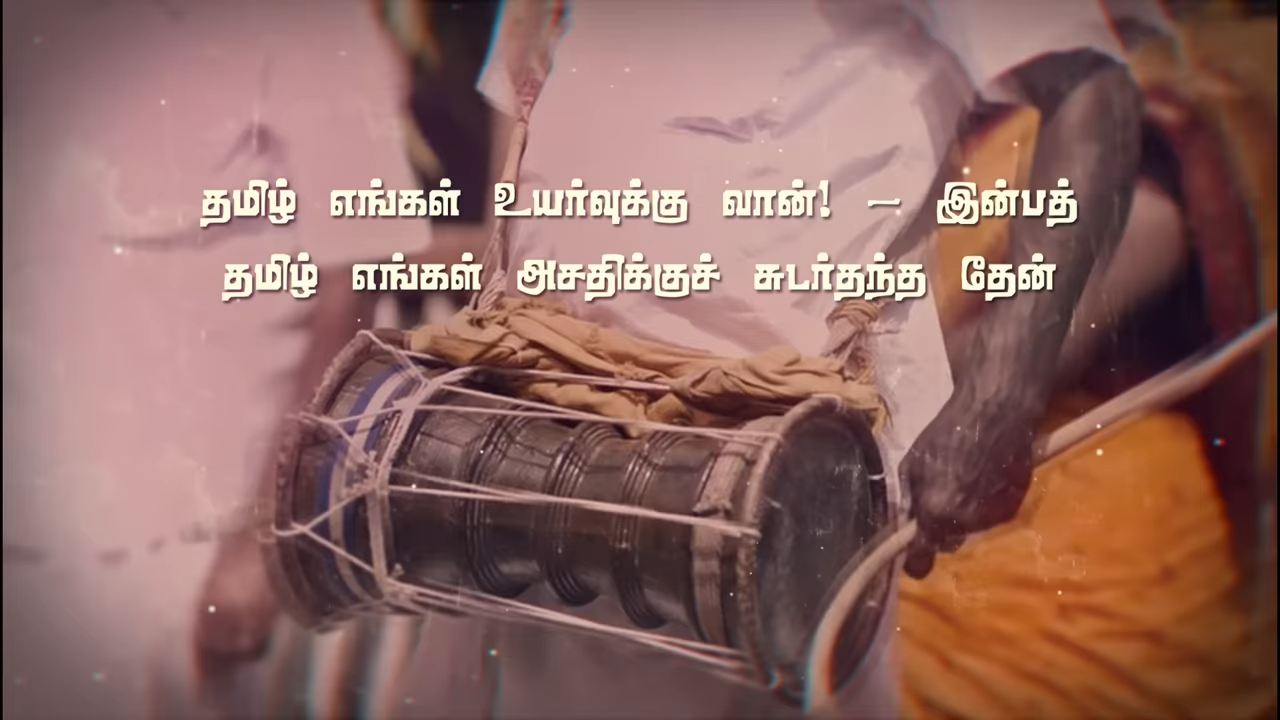 தமிழ் எங்கள் உயர்வுக்கு வான்! – இன்பத்
தமிழ் எங்கள் அசதிக்குச் சுடர்தந்த தேன்